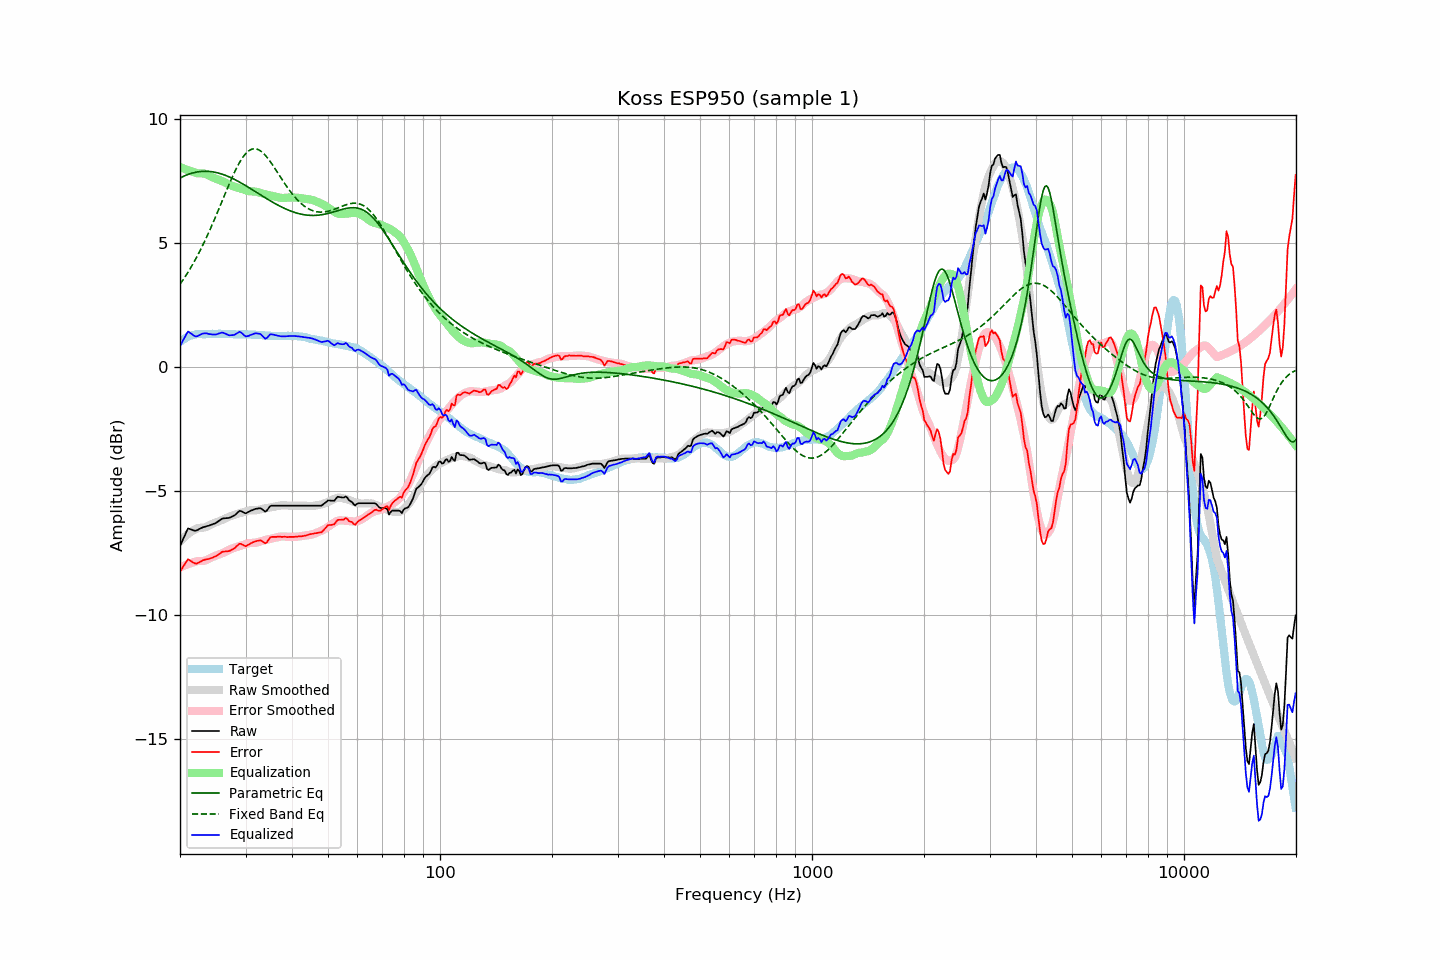 Koss ESP950 (sample 1)
10
5
0
−5
−10
−15
Amplitude (dBr)
Target
Raw Smoothed
Error Smoothed
Raw
Error
Equalization
Parametric Eq
Fixed Band Eq
Equalized
100
1000
10000
Frequency (Hz)